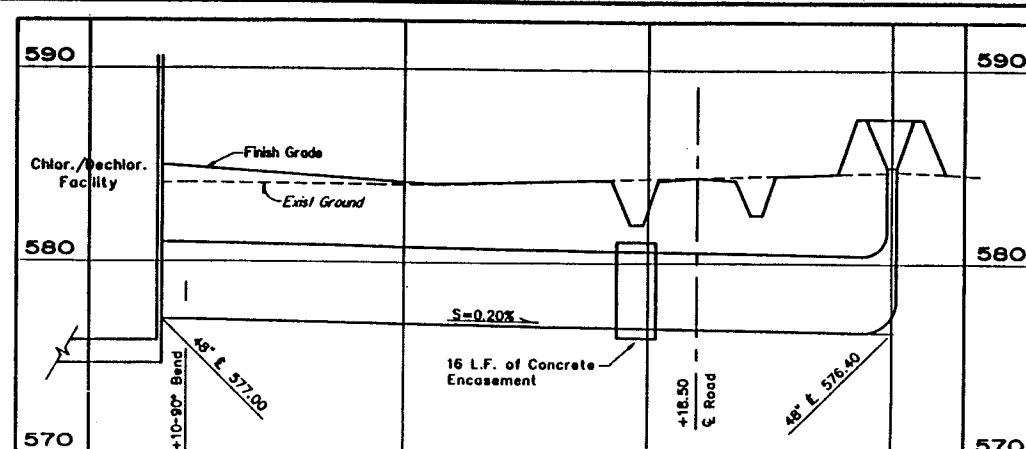 590
590
Chlor./Dechlor.
Facility
Finish Grade
Exist Ground
580
580
S=0.20%
16 L.F. of Concrete
Encasement
+10-90° Bend
48" ℄ 577.00
+18.50
℄ Road
48" ℄ 576.40
570
570